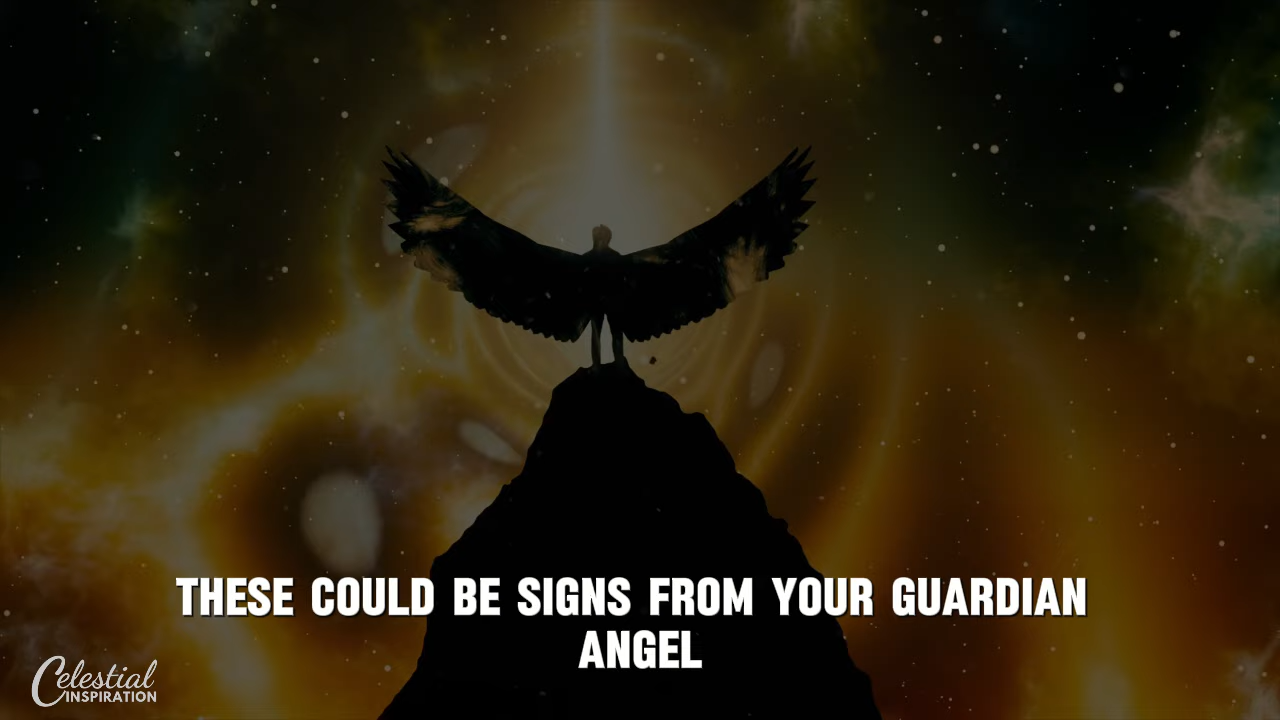 THESE COULD BE SIGNS FROM YOUR GUARDIAN
ANGEL
Celestial
INSPIRATION